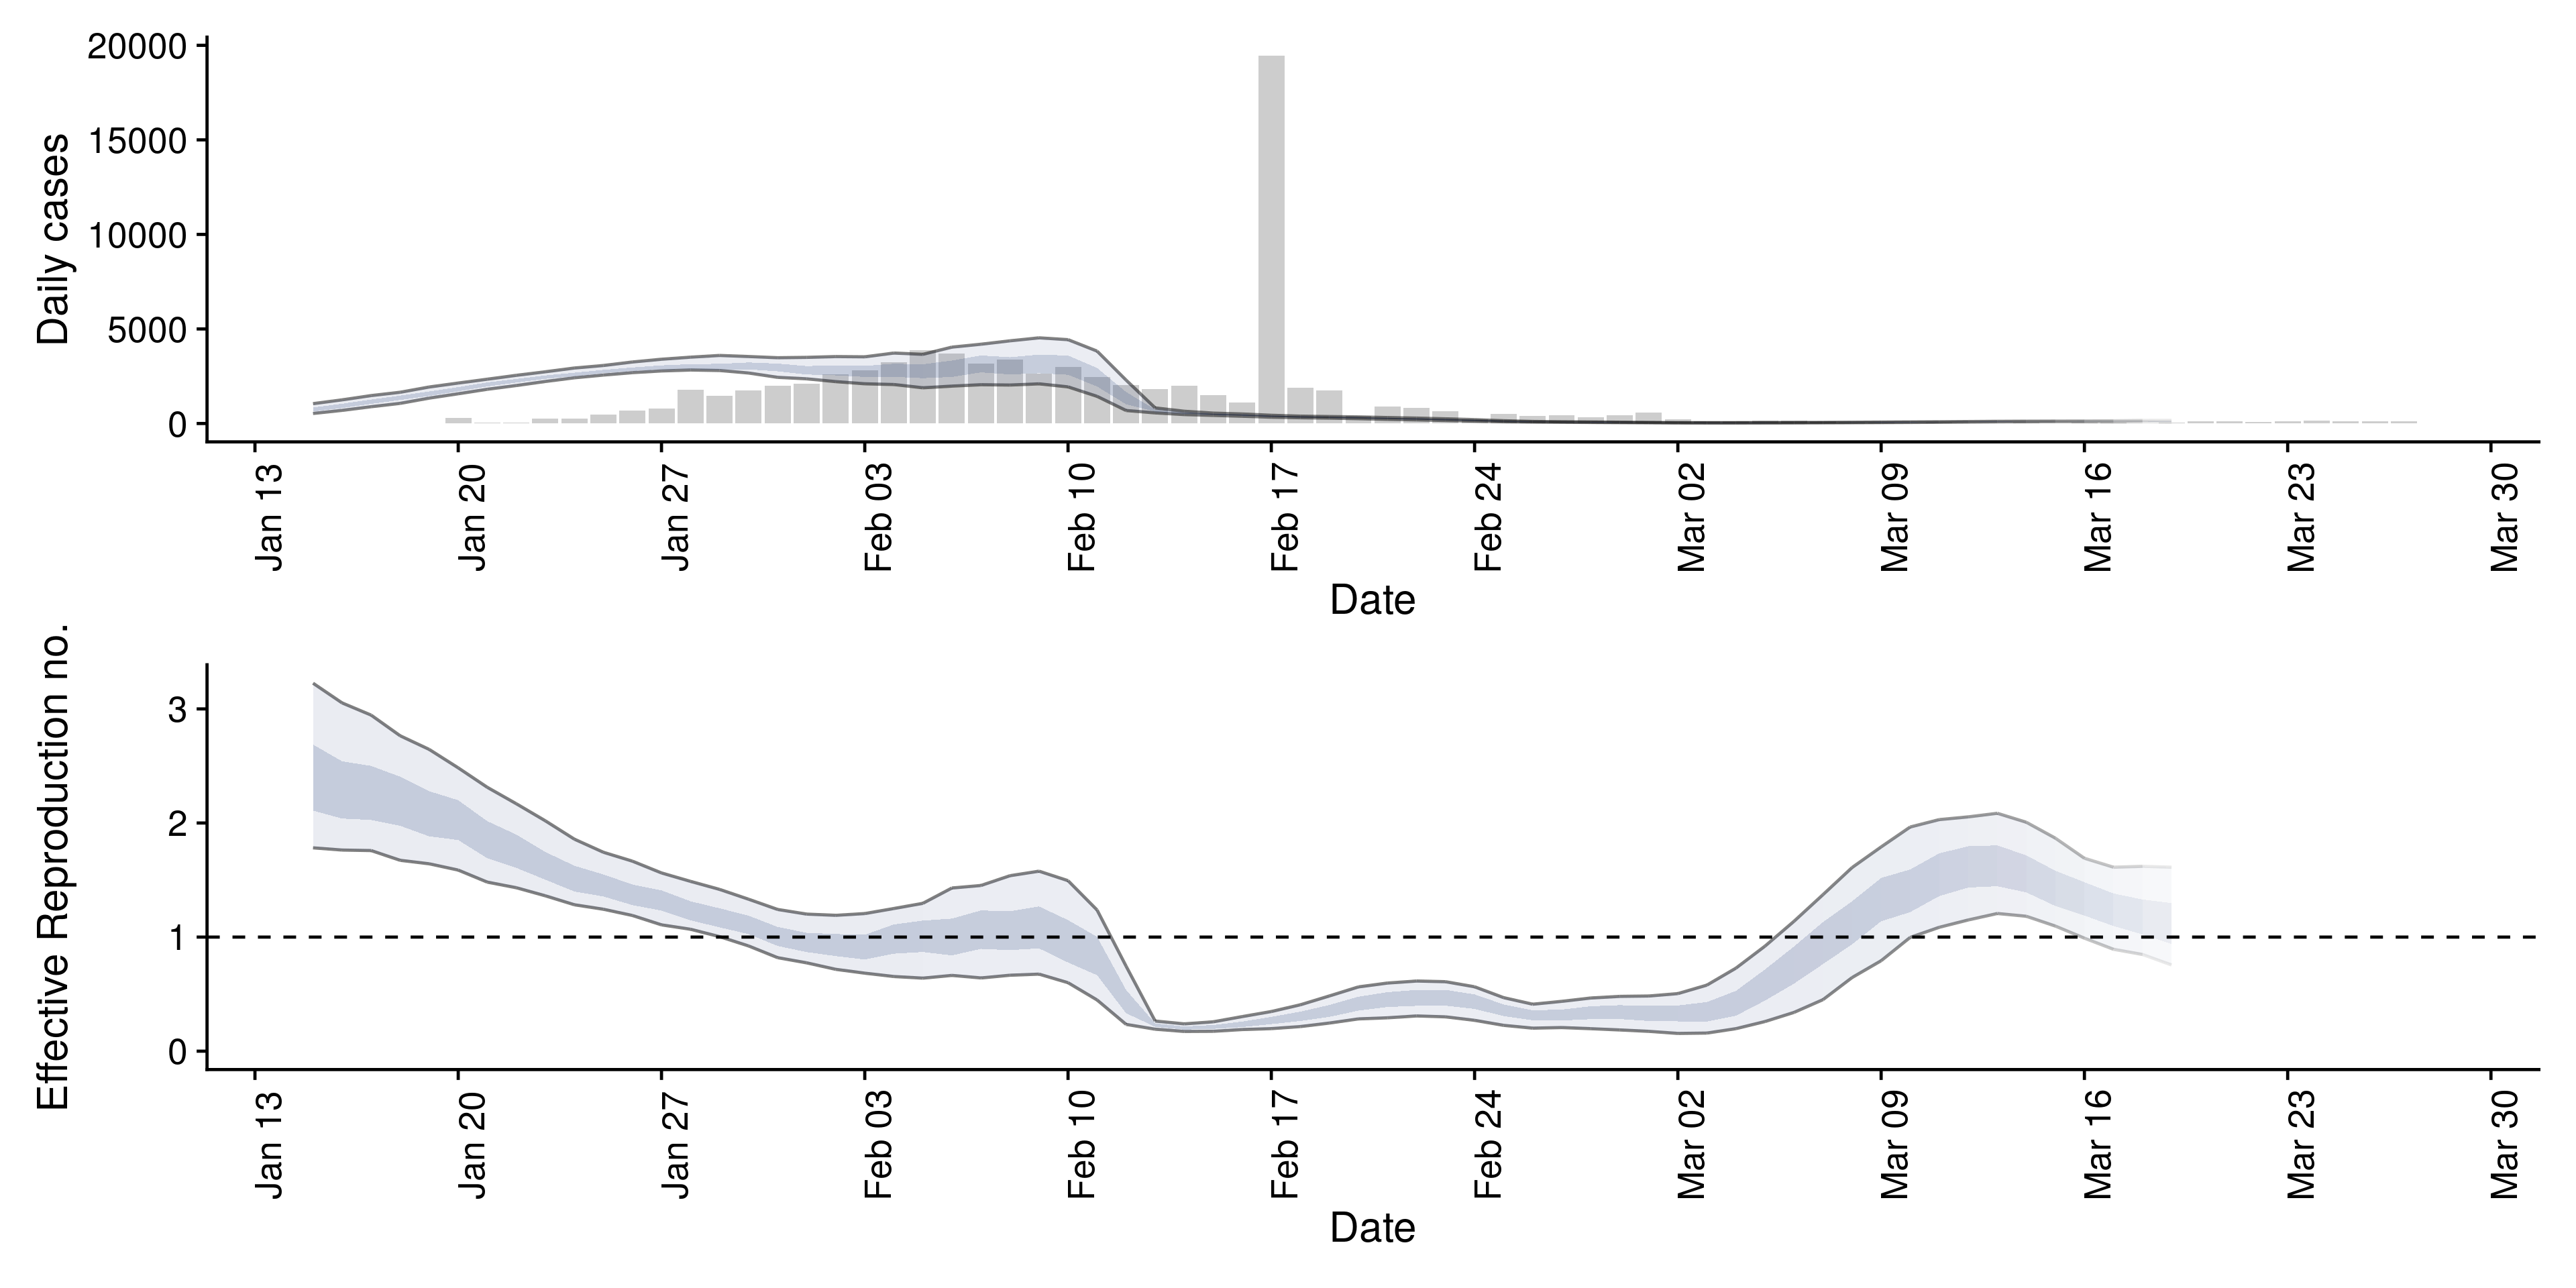 Daily cases
20000
15000
10000
5000
0
Jan 13
Jan 20
Jan 27
Feb 03
Feb 10
Feb 17
Feb 24
Mar 02
Mar 09
Mar 16
Mar 23
Mar 30
Date
Effective Reproduction no.
3
2
1
0
Jan 13
Jan 20
Jan 27
Feb 03
Feb 10
Feb 17
Feb 24
Mar 02
Mar 09
Mar 16
Mar 23
Mar 30
Date